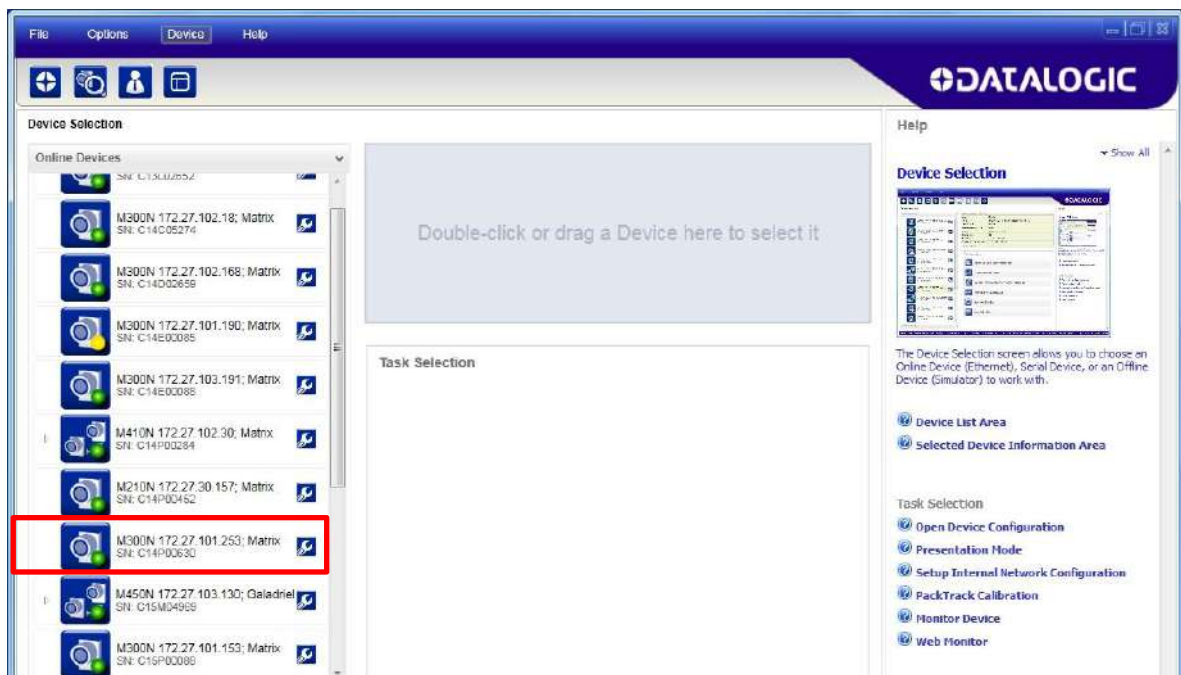 File Options Device Help
DATALOGIC
Device Selection
Online Devices
SN: C13L02652
M300N 172.27.102.18; Matrix
SN: C14C05274
M300N 172.27.102.168; Matrix
SN: C14D02659
M300N 172.27.101.190; Matrix
SN: C14E00085
M300N 172.27.103.191; Matrix
SN: C14E00088
M410N 172.27.102.30; Matrix
SN: C14P00284
M210N 172.27.30.157; Matrix
SN: C14P00452
M300N 172.27.101.253; Matrix
SN: C14P00630
M450N 172.27.103.130; Galadriel
SN: C15M04969
M300N 172.27.101.153; Matrix
SN: C15P00088
Double-click or drag a Device here to select it
Task Selection
Help
Show All
Device Selection
The Device Selection screen allows you to choose an
Online Device (Ethernet), Serial Device, or an Offline
Device (Simulator) to work with.
Device List Area
Selected Device Information Area
Task Selection
Open Device Configuration
Presentation Mode
Setup Internal Network Configuration
PackTrack Calibration
Monitor Device
Web Monitor